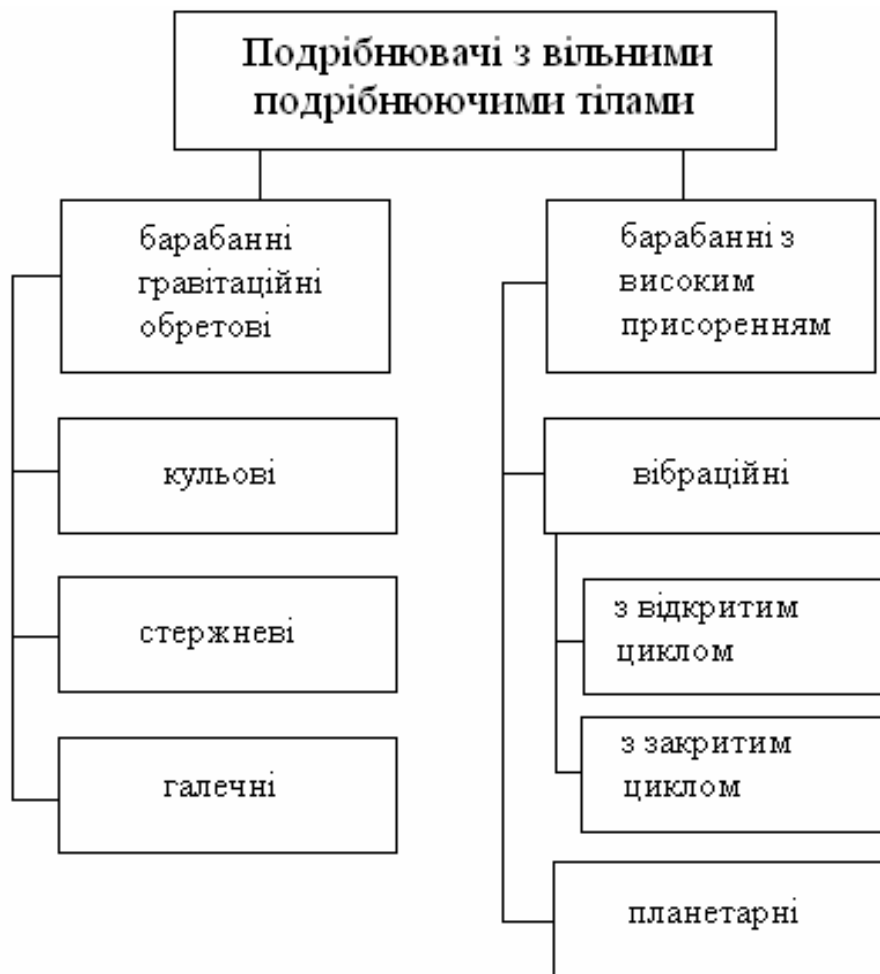 Подрібнювачі з вільними
подрібнюючими тілами
барабанні
гравітаційні
обретові
кульові
стержневі
галечні
барабанні з
високим
присоренням
вібраційні
з відкритим
циклом
з закритим
циклом
планетарні